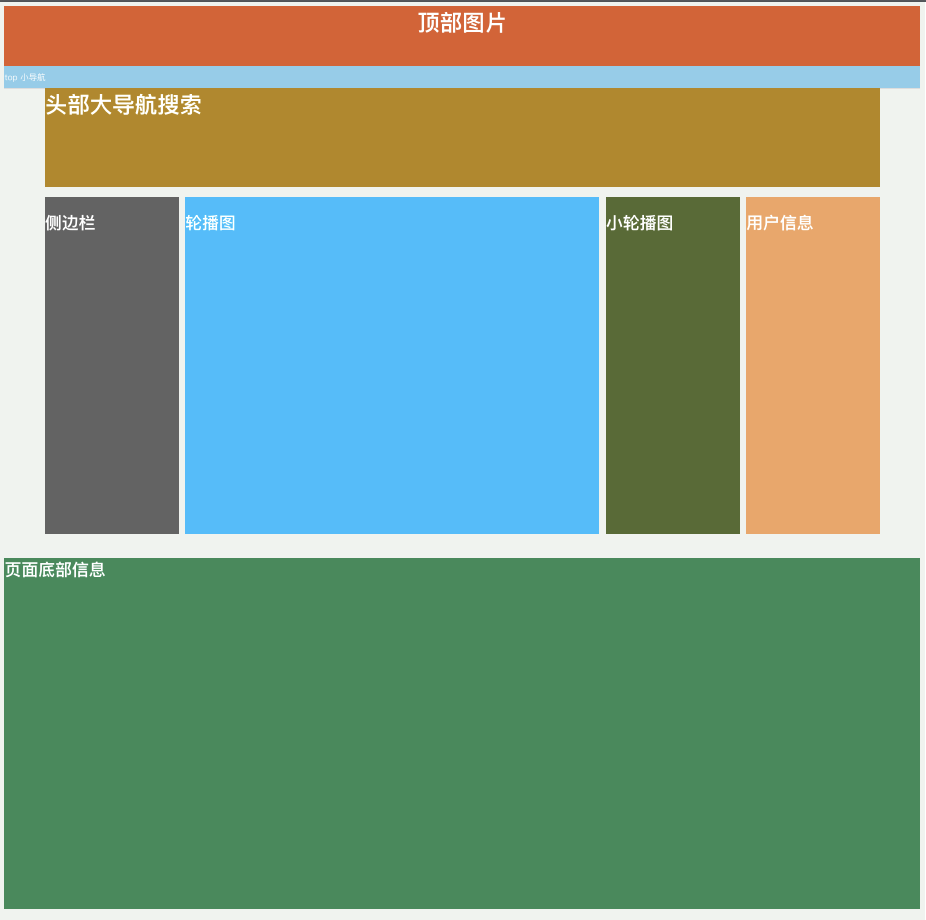 顶部图片
top 小导航
头部大导航搜索
侧边栏
轮播图
小轮播图
用户信息
页面底部信息